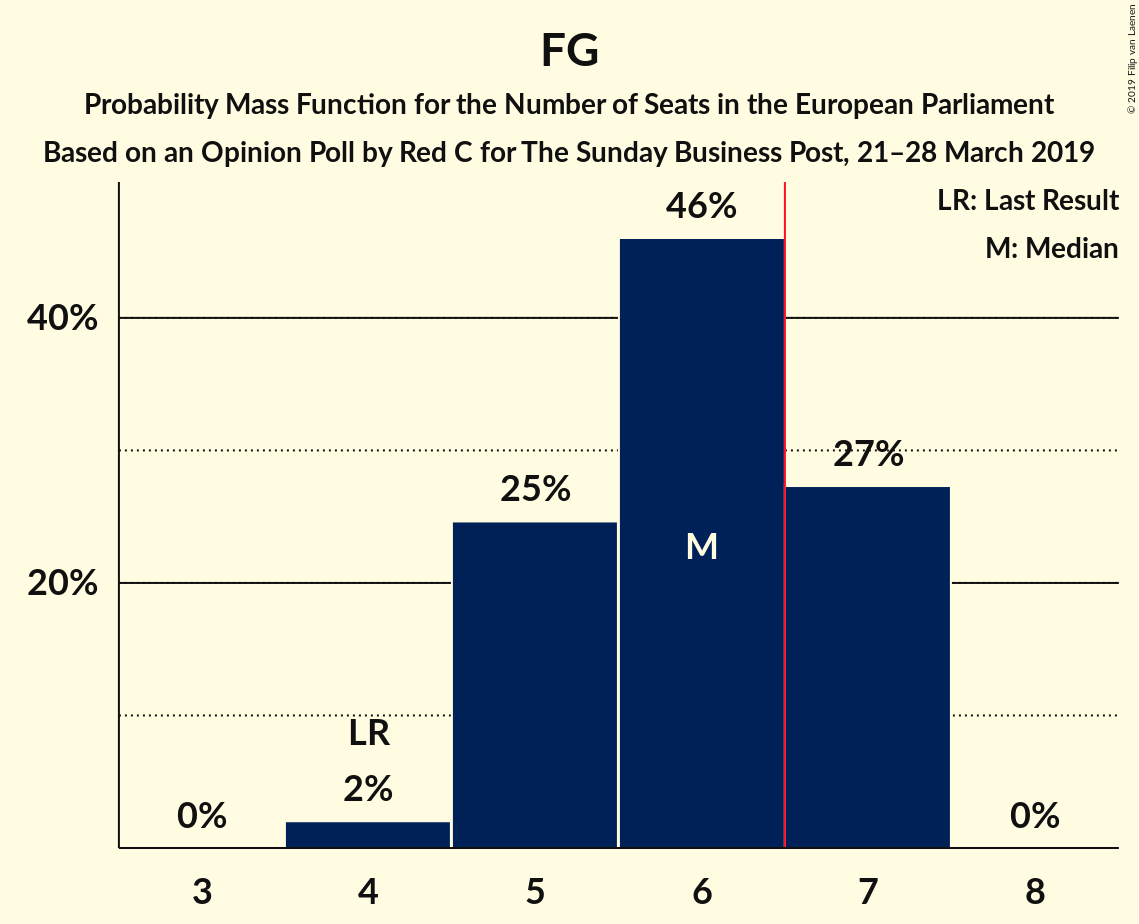 FG
Probability Mass Function for the Number of Seats in the European Parliament
Based on an Opinion Poll by Red C for The Sunday Business Post, 21–28 March 2019
© 2019 Filip van Laenen
LR: Last Result
M: Median
46%
40%
27%
25%
M
20%
LR
2%
0%
0%
3
4
5
6
7
8